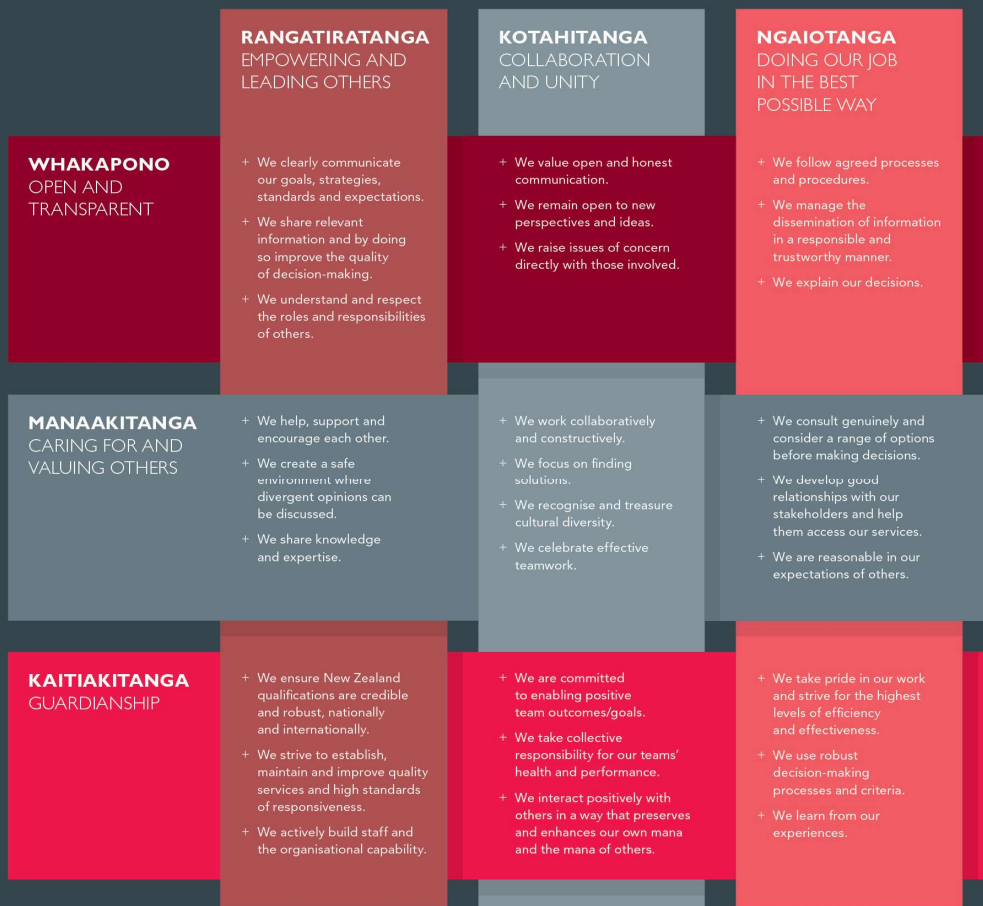 RANGATIRATANGA
EMPOWERING AND
LEADING OTHERS
KOTAHITANGA
COLLABORATION
AND UNITY
NGAIOTANGA
DOING OUR JOB
IN THE BEST
POSSIBLE WAY
WHAKAPONO
OPEN AND
TRANSPARENT
+ We clearly communicate
our goals, strategies,
standards and expectations.
+ We share relevant
information and by doing
so improve the quality
of decision-making.
+ We understand and respect
the roles and responsibilities
of others.
+ We value open and honest
communication.
+ We remain open to new
perspectives and ideas.
+ We raise issues of concern
directly with those involved.
+ We follow agreed processes
and procedures.
+ We manage the
dissemination of information
in a responsible and
trustworthy manner.
+ We explain our decisions.
MANAAKITANGA
CARING FOR AND
VALUING OTHERS
+ We help, support and
encourage each other.
+ We create a safe
environment where
divergent opinions can
be discussed.
+ We share knowledge
and expertise.
+ We work collaboratively
and constructively.
+ We focus on finding
solutions.
+ We recognise and treasure
cultural diversity.
+ We celebrate effective
teamwork.
+ We consult genuinely and
consider a range of options
before making decisions.
+ We develop good
relationships with our
stakeholders and help
them access our services.
+ We are reasonable in our
expectations of others.
KAITIAKITANGA
GUARDIANSHIP
+ We ensure New Zealand
qualifications are credible
and robust, nationally
and internationally.
+ We strive to establish,
maintain and improve quality
services and high standards
of responsiveness.
+ We actively build staff and
the organisational capability.
+ We are committed
to enabling positive
team outcomes/goals.
+ We take collective
responsibility for our teams’
health and performance.
+ We interact positively with
others in a way that preserves
and enhances our own mana
and the mana of others.
+ We take pride in our work
and strive for the highest
levels of efficiency
and effectiveness.
+ We use robust
decision-making
processes and criteria.
+ We learn from our
experiences.